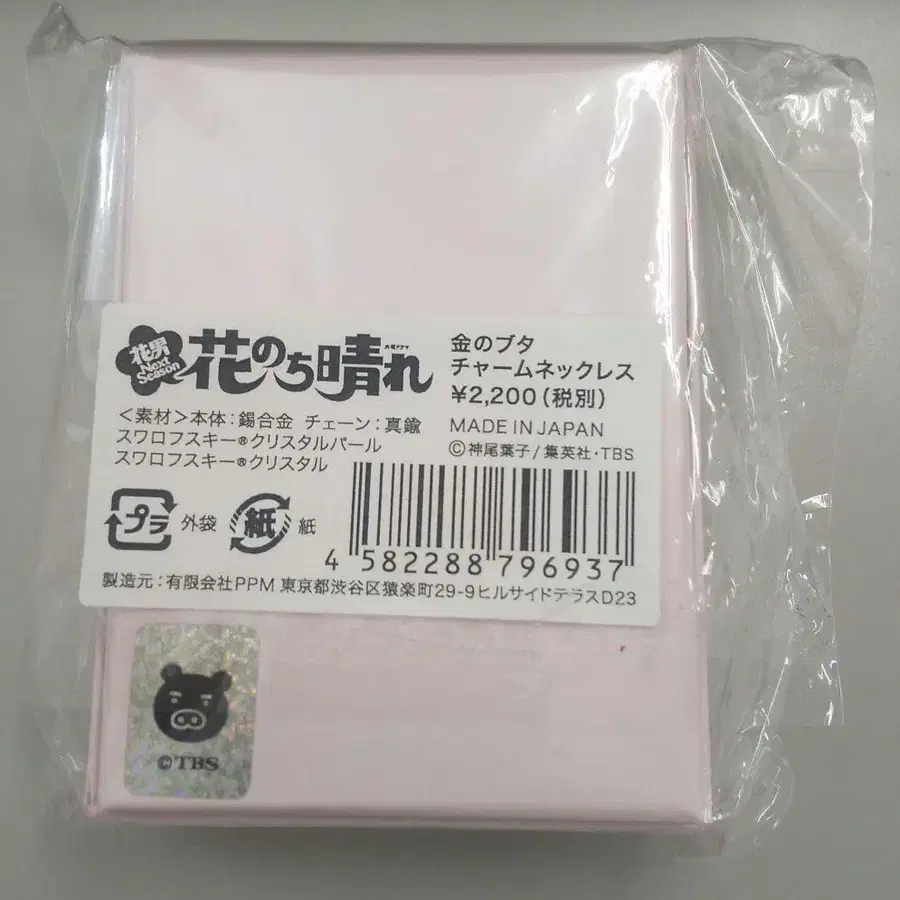 花男
Next
Season
花のち晴れ
金のブタ
チャームネックレス
¥2,200(税別)
MADE IN JAPAN
©神尾葉子/集英社・TBS
<素材>本体:錫合金 チェーン:真鍮
スワロフスキー®クリスタルパール
スワロフスキー®クリスタル
プラ 外袋 紙 紙
4 582288 796937
製造元:有限会社PPM 東京都渋谷区猿楽町29-9ヒルサイドテラスD23
©TBS